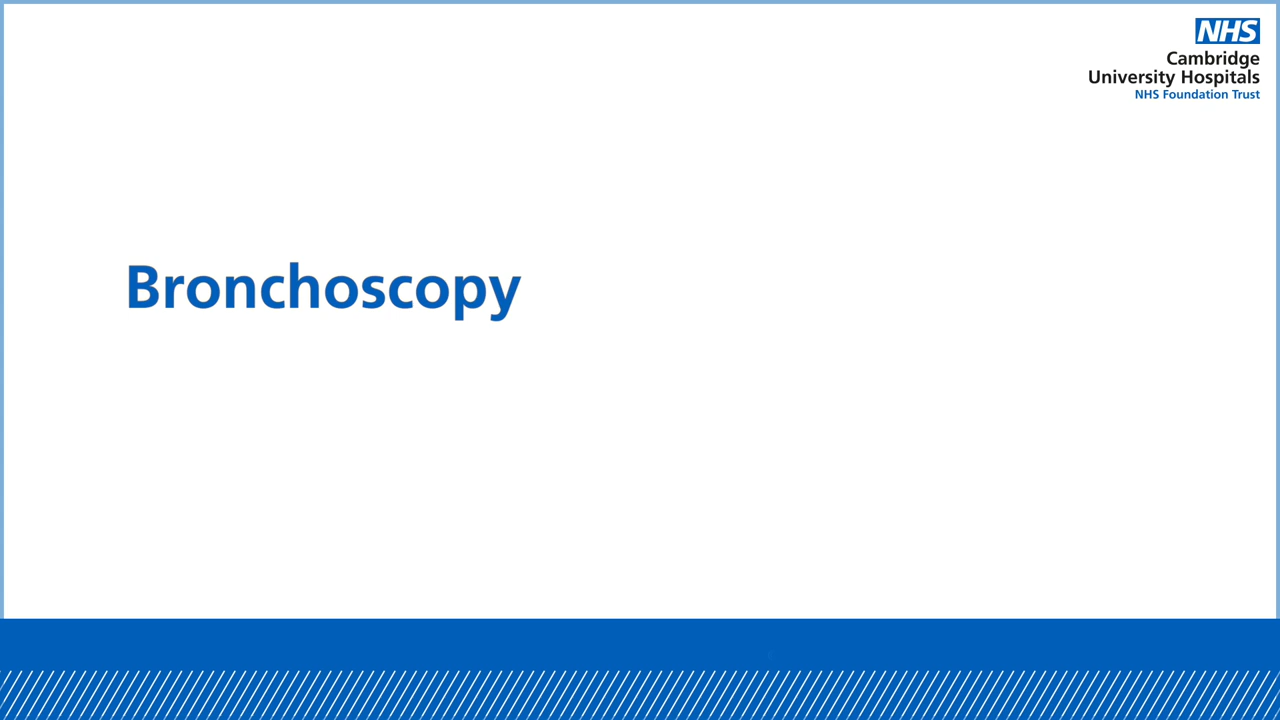 NHS
Cambridge
University Hospitals
NHS Foundation Trust
Bronchoscopy